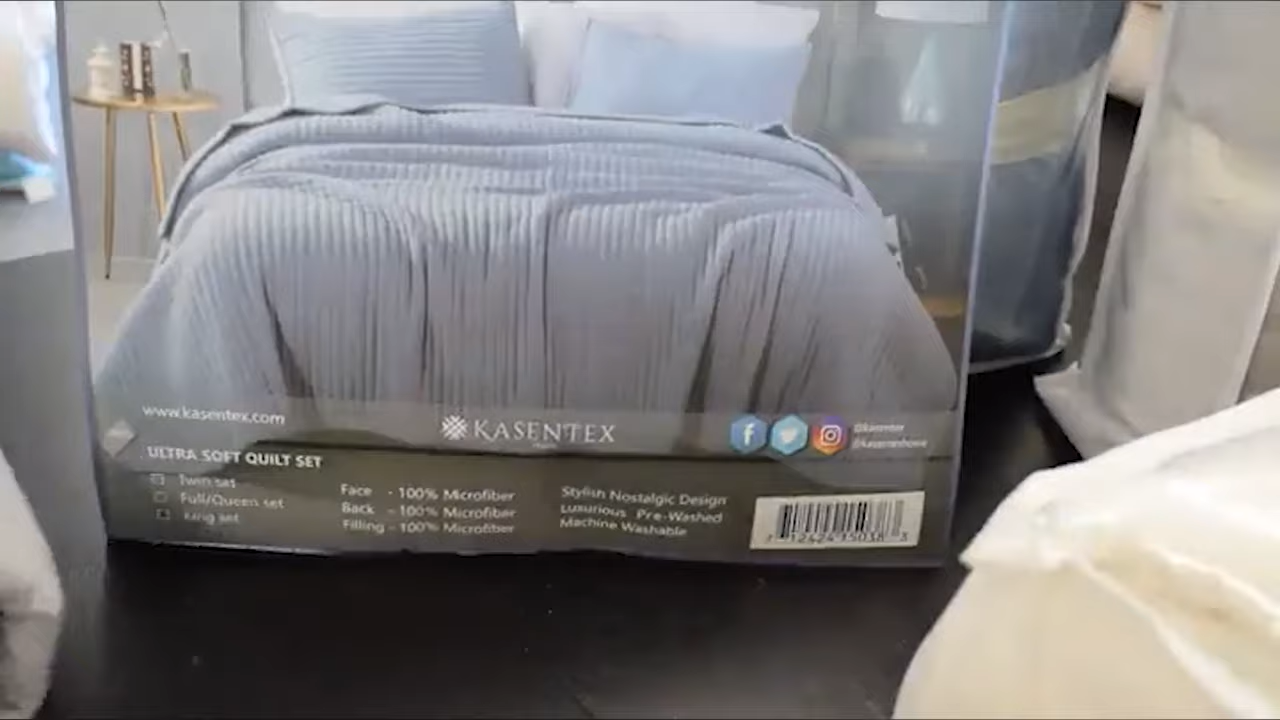 www.kasentex.com
KASENTEX
ULTRA SOFT QUILT SET
Twin set
Full/Queen set
King set
Face - 100% Microfiber
Back - 100% Microfiber
Filling - 100% Microfiber
Stylish Nostalgic Design
Luxurious Pre-Washed
Machine Washable
@kasentex